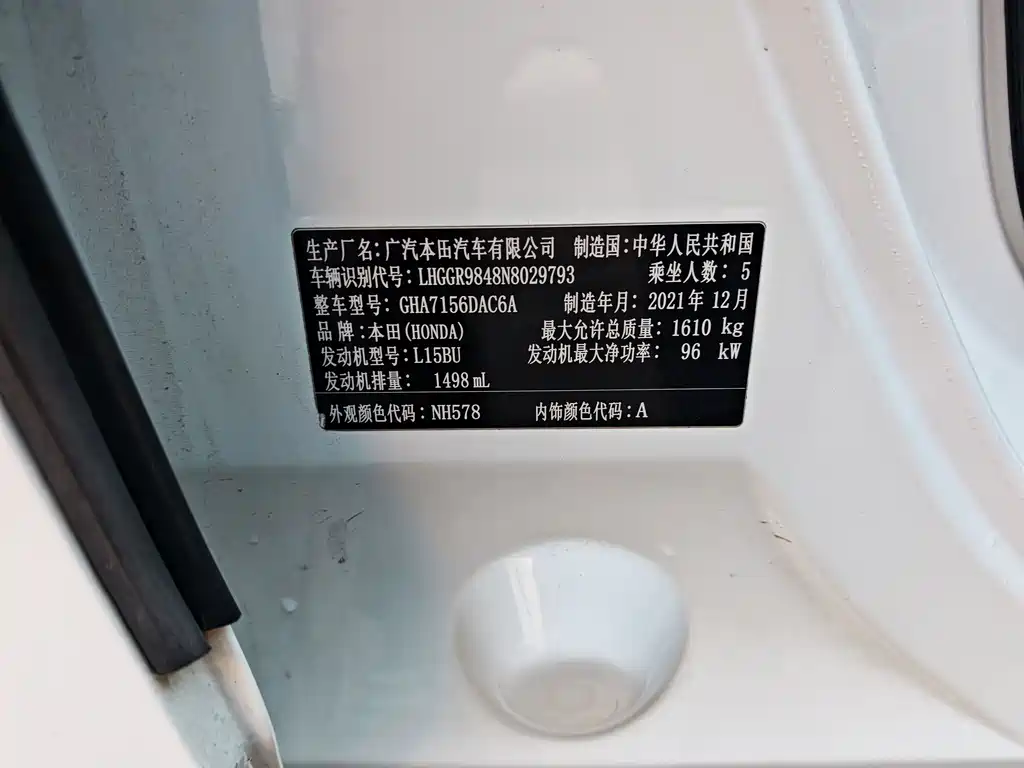 生产厂名:广汽本田汽车有限公司 制造国:中华人民共和国
车辆识别代号:LHGGR9848N8029793 乘坐人数:5
整车型号:GHA7156DAC6A 制造年月:2021年12月
品牌:本田(HONDA) 最大允许总质量:1610 kg
发动机型号:L15BU 发动机最大净功率:96 kW
发动机排量:1498mL
外观颜色代码:NH578 内饰颜色代码:A